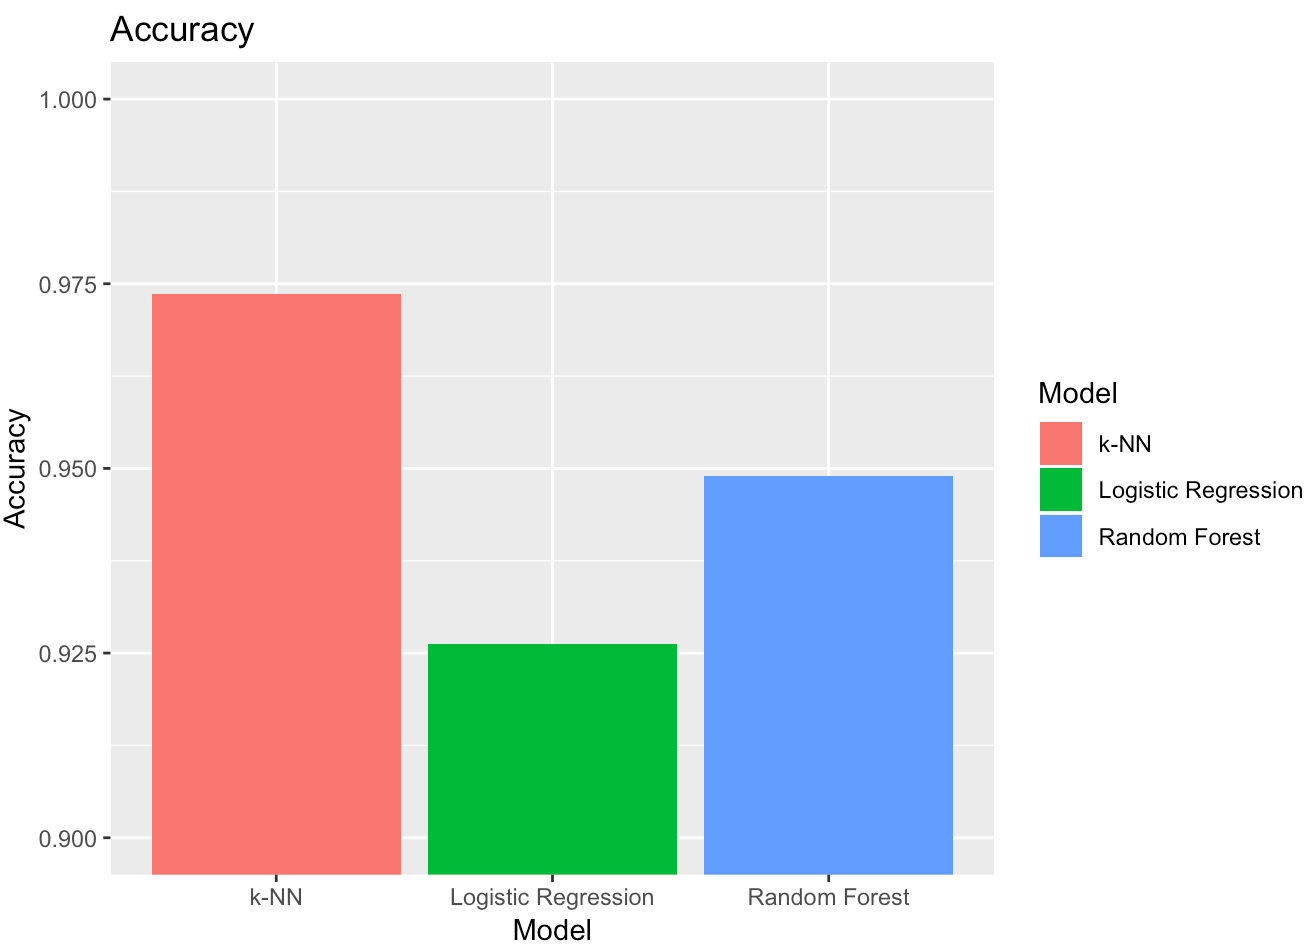 Accuracy
1.000
0.975
0.950
0.925
0.900
Accuracy
k-NN
Logistic Regression
Random Forest
Model
Model
k-NN
Logistic Regression
Random Forest